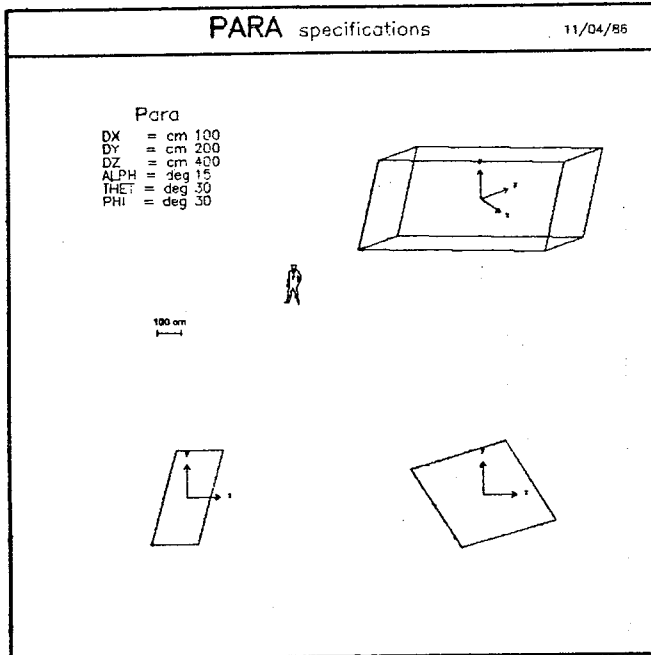 PARA specifications 11/04/86
Para
DX = cm 100
DY = cm 200
DZ = cm 400
ALPH = deg 15
THET = deg 30
PHI = deg 30
100 cm
y
x
y
x
y